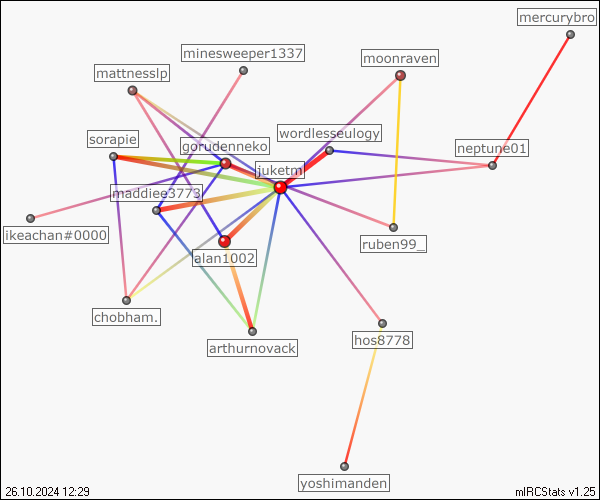 mercurybro
minesweeper1337
moonraven
mattnesslp
wordlesseulogy
sorapie
_gorudenneko
neptune01
juketm
maddiee3773
ikeachan#0000
ruben99_
alan1002
chobham.
hos8778
arthurnovack
yoshimanden
26.10.2024 12:29
mIRCStats v1.25